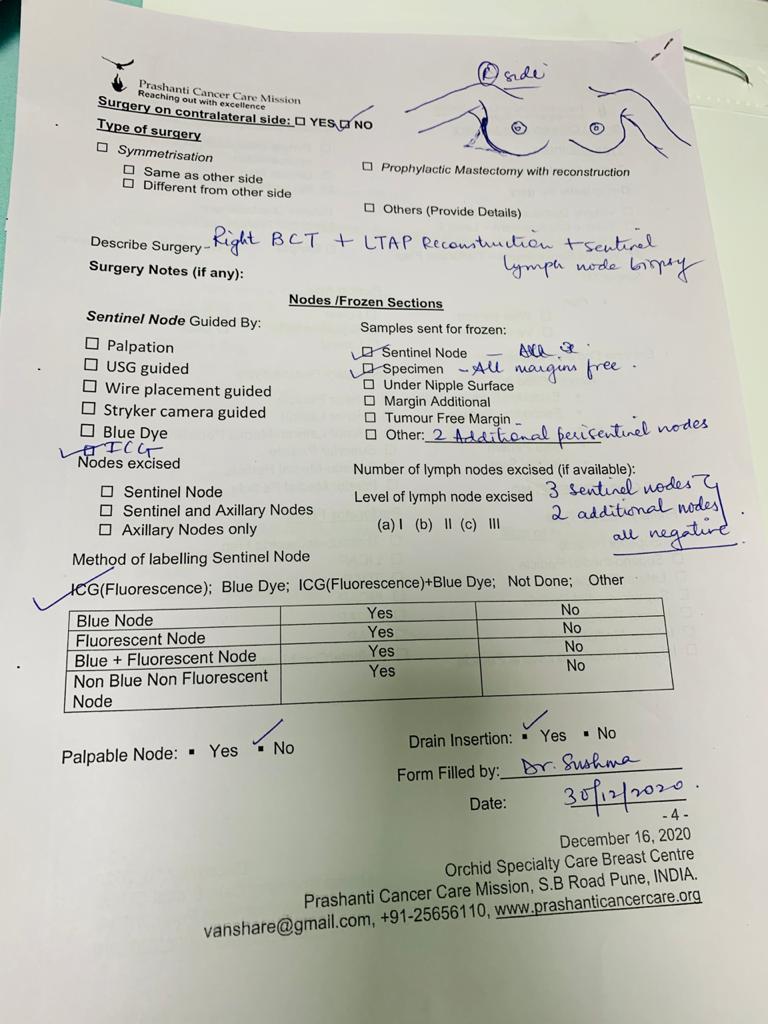 Ⓡ side
Prashanti Cancer Care Mission
Reaching out with excellence
Surgery on contralateral side: ☐ YES ☑ NO
Type of surgery
☐ Symmetrisation
☐ Same as other side
☐ Different from other side
☐ Prophylactic Mastectomy with reconstruction
☐ Others (Provide Details)
Describe Surgery - Right BCT + LTAP Reconstruction + Sentinel
lymph node biopsy
Surgery Notes (if any):
Nodes /Frozen Sections
Sentinel Node Guided By:
☐ Palpation
☐ USG guided
☐ Wire placement guided
☐ Stryker camera guided
☐ Blue Dye
☑ ICG
Samples sent for frozen:
☑ Sentinel Node — All
☑ Specimen - All margins free.
☐ Under Nipple Surface
☐ Margin Additional
☐ Tumour Free Margin
☐ Other: 2 Additional perisentinel nodes
Nodes excised
☐ Sentinel Node
☐ Sentinel and Axillary Nodes
☐ Axillary Nodes only
Number of lymph nodes excised (if available):
Level of lymph node excised 3 sentinel nodes
(a) I (b) II (c) III 2 additional nodes
all negative.
Method of labelling Sentinel Node
✓ ICG(Fluorescence); Blue Dye; ICG(Fluorescence)+Blue Dye; Not Done; Other
Blue Node Yes No
Fluorescent Node Yes No
Blue + Fluorescent Node Yes No
Non Blue Non Fluorescent Node Yes No
Palpable Node: ▪ Yes ✓ No
Drain Insertion: ✓ Yes ▪ No
Form Filled by: Dr. Sushma
Date: 30/12/2020.
- 4 -
December 16, 2020
Orchid Specialty Care Breast Centre
Prashanti Cancer Care Mission, S.B Road Pune, INDIA.
vanshare@gmail.com, +91-25656110, www.prashanticancercare.org